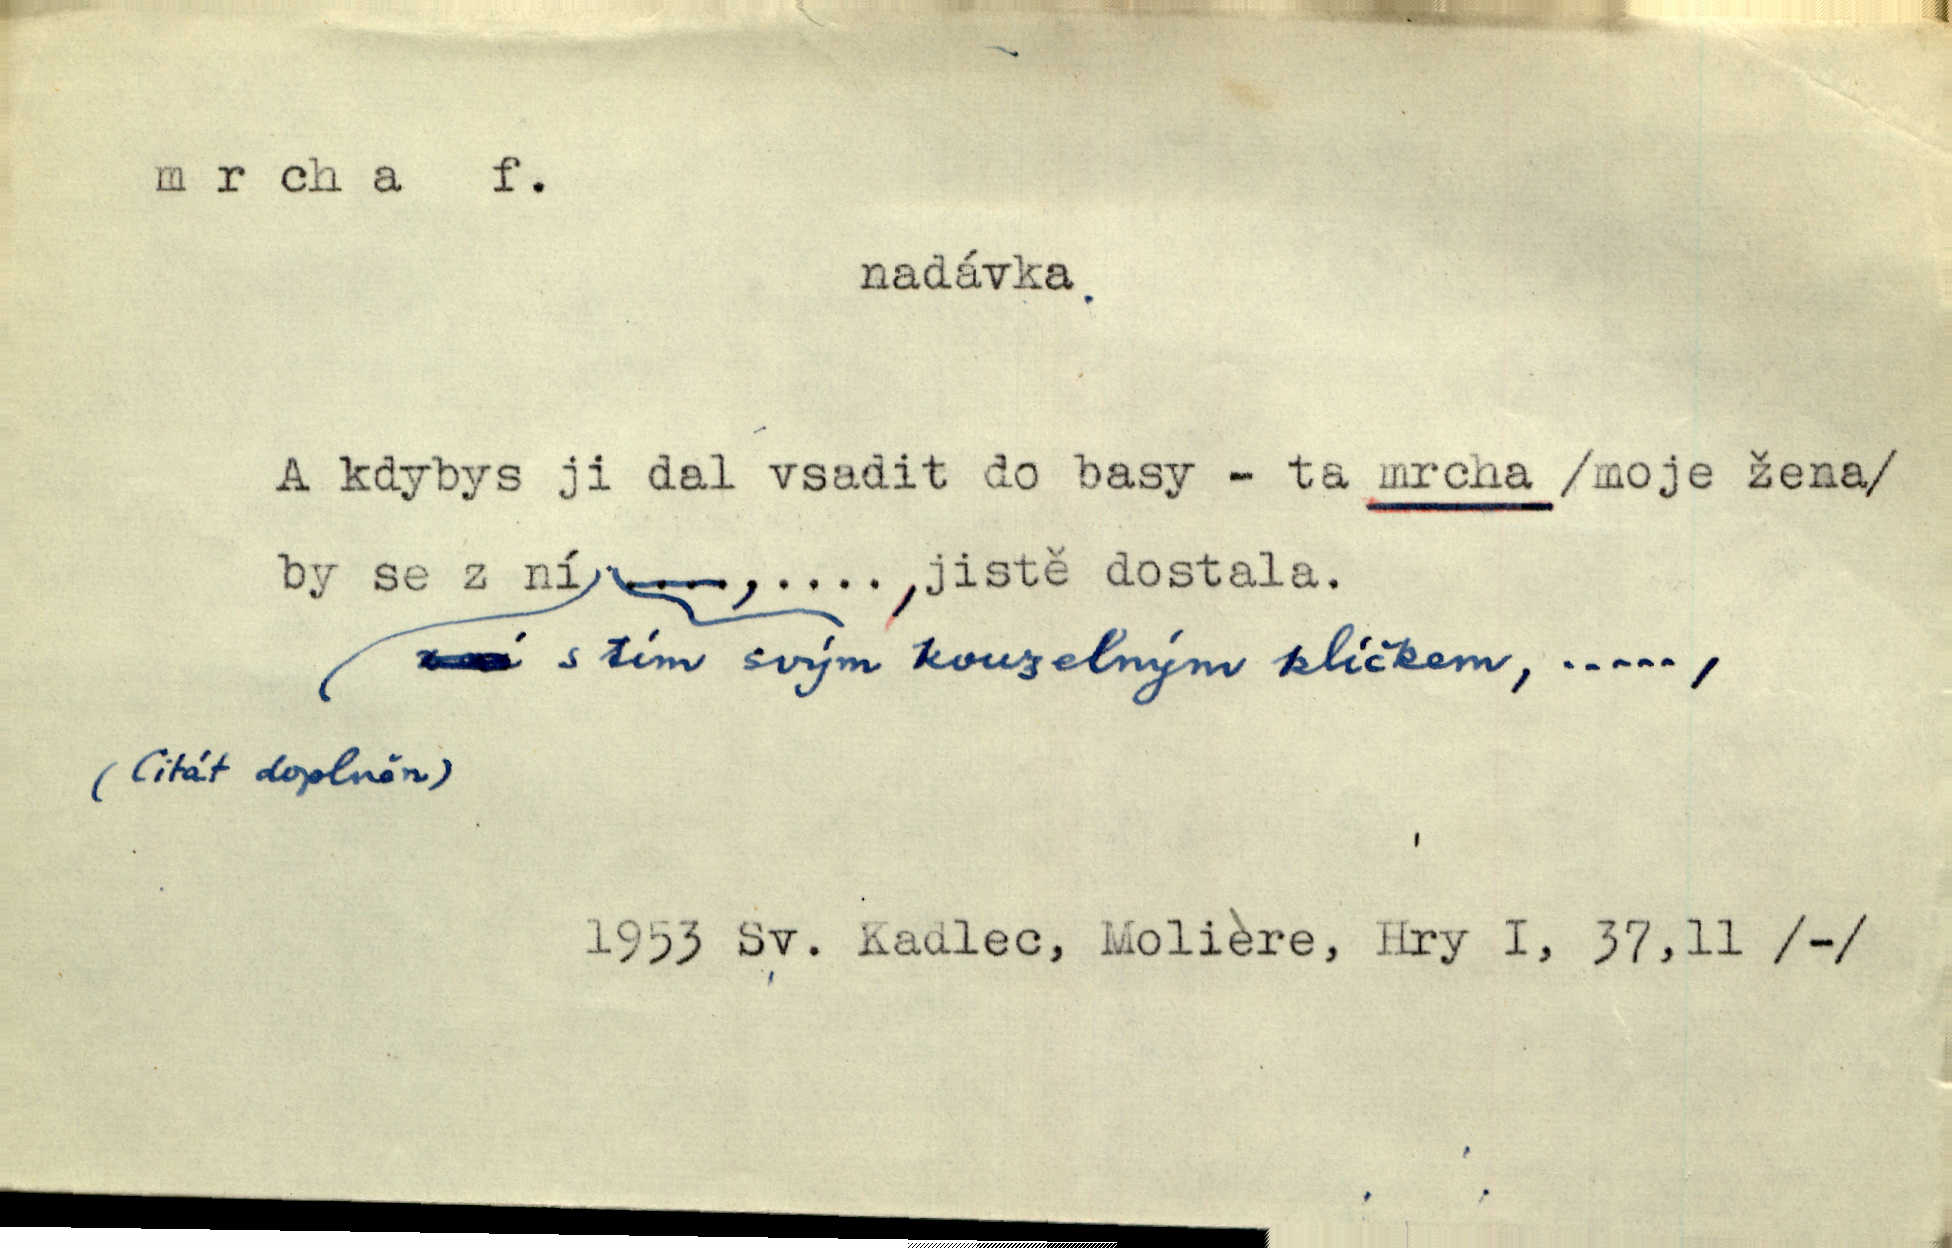 m r ch a f.
nadávka.
A kdybys ji dal vsadit do basy - ta mrcha /moje žena/
by se z ní ...., ...., jistě dostala.
s tím svým kouzelným klíčkem, .....,
(Citát doplněn)
1953 Sv. Kadlec, Molière, Hry I, 37,11 /-/